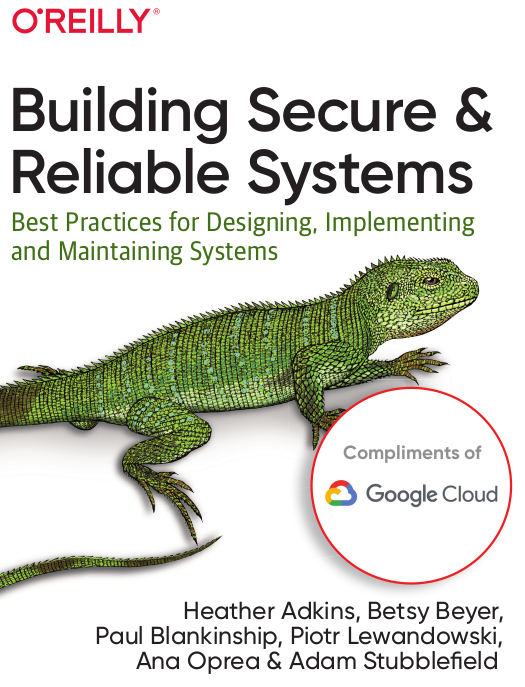 O'REILLY®
Building Secure &
Reliable Systems
Best Practices for Designing, Implementing
and Maintaining Systems
Compliments of
Google Cloud
Heather Adkins, Betsy Beyer,
Paul Blankinship, Piotr Lewandowski,
Ana Oprea & Adam Stubblefield